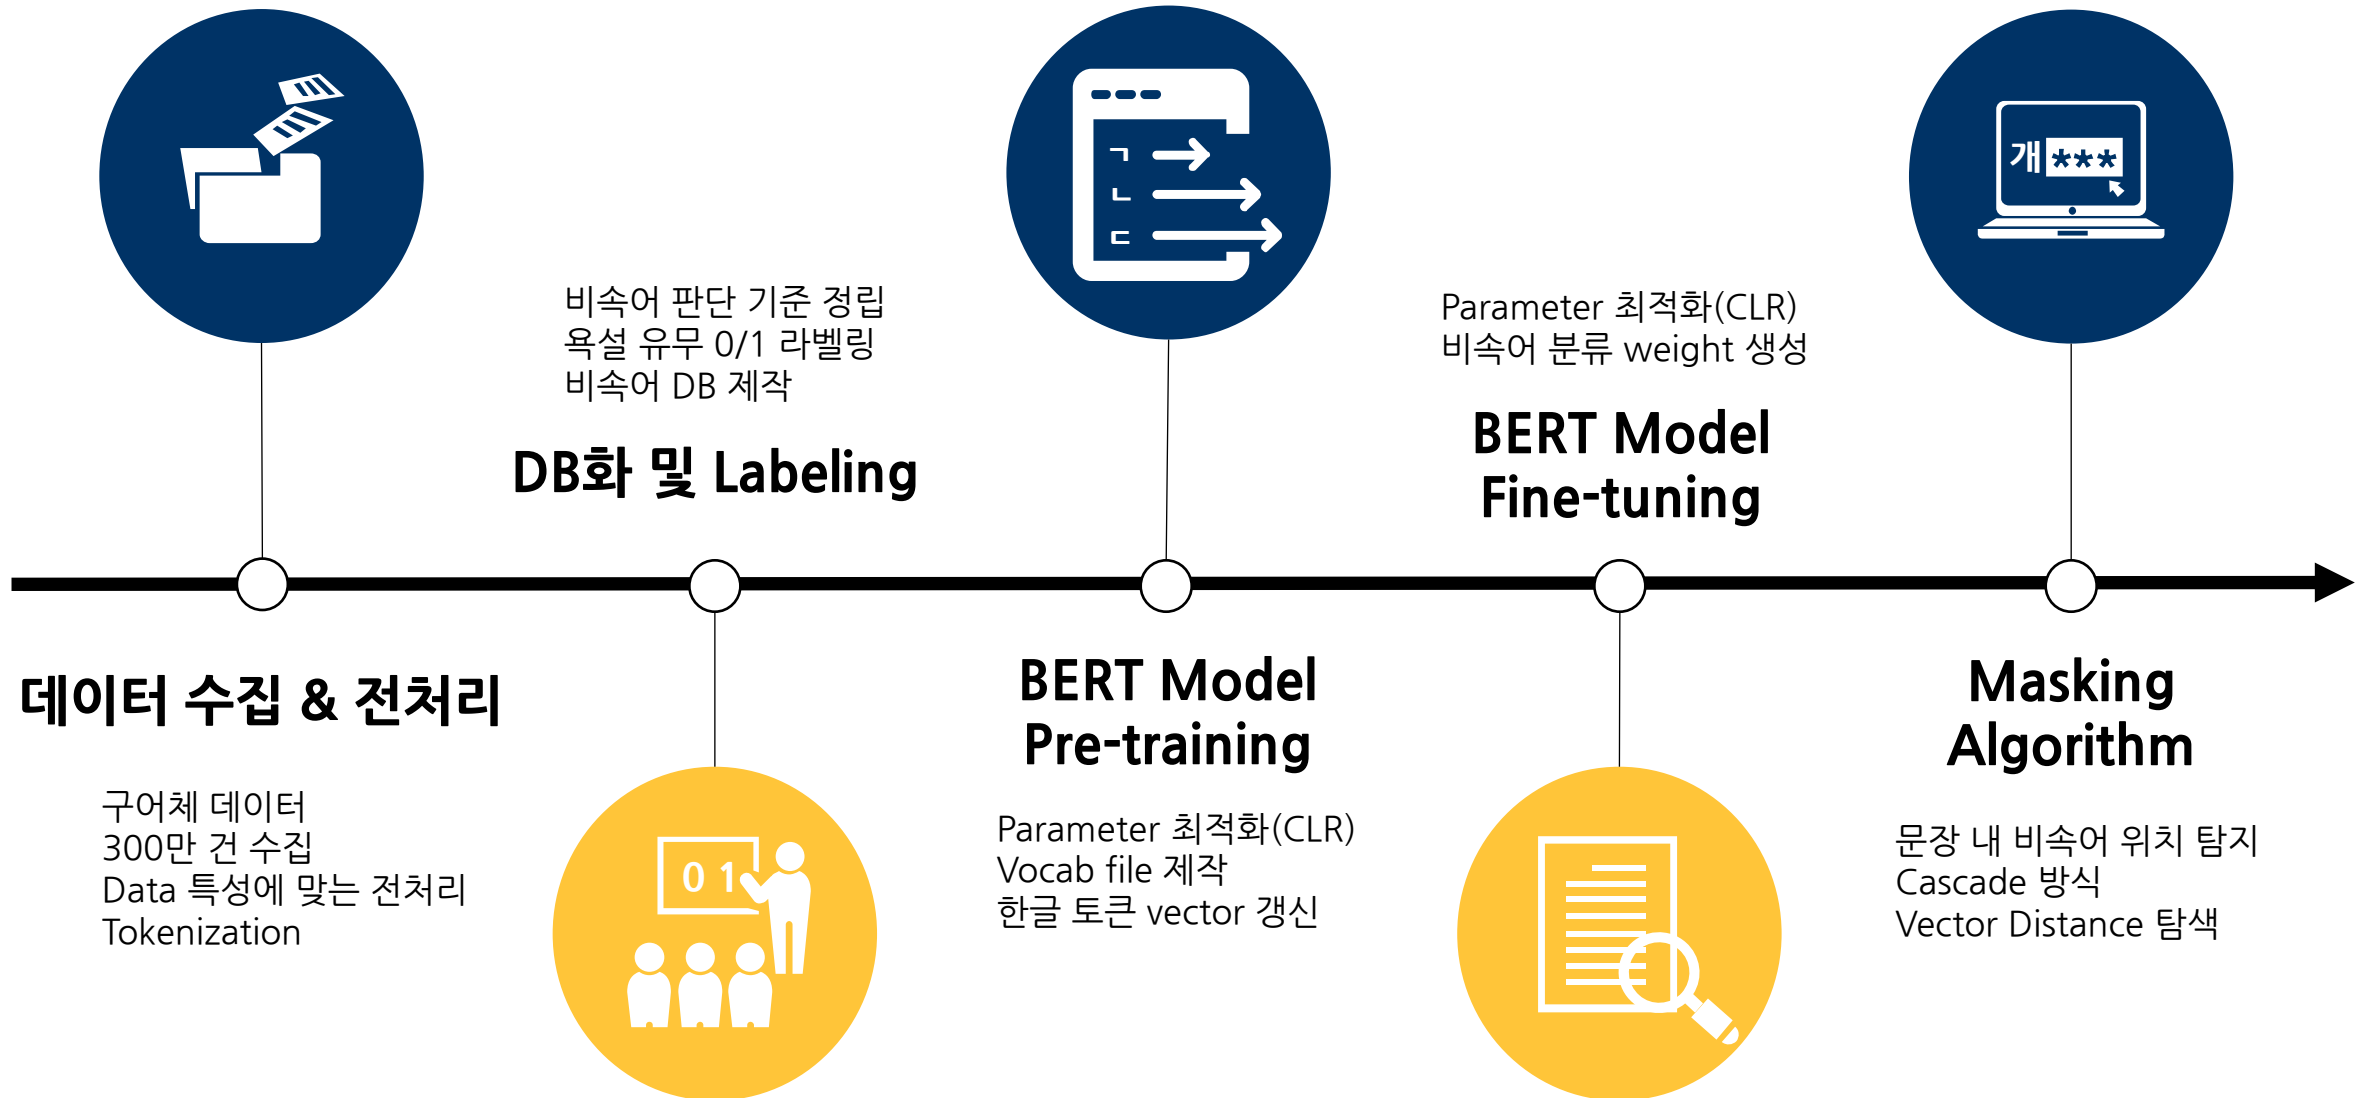 데이터 수집 & 전처리
구어체 데이터
300만 건 수집
Data 특성에 맞는 전처리
Tokenization
비속어 판단 기준 정립
욕설 유무 0/1 라벨링
비속어 DB 제작
DB화 및 Labeling
0 1
ㄱ
ㄴ
ㄷ
BERT Model
Pre-training
Parameter 최적화(CLR)
Vocab file 제작
한글 토큰 vector 갱신
Parameter 최적화(CLR)
비속어 분류 weight 생성
BERT Model
Fine-tuning
개***
Masking
Algorithm
문장 내 비속어 위치 탐지
Cascade 방식
Vector Distance 탐색